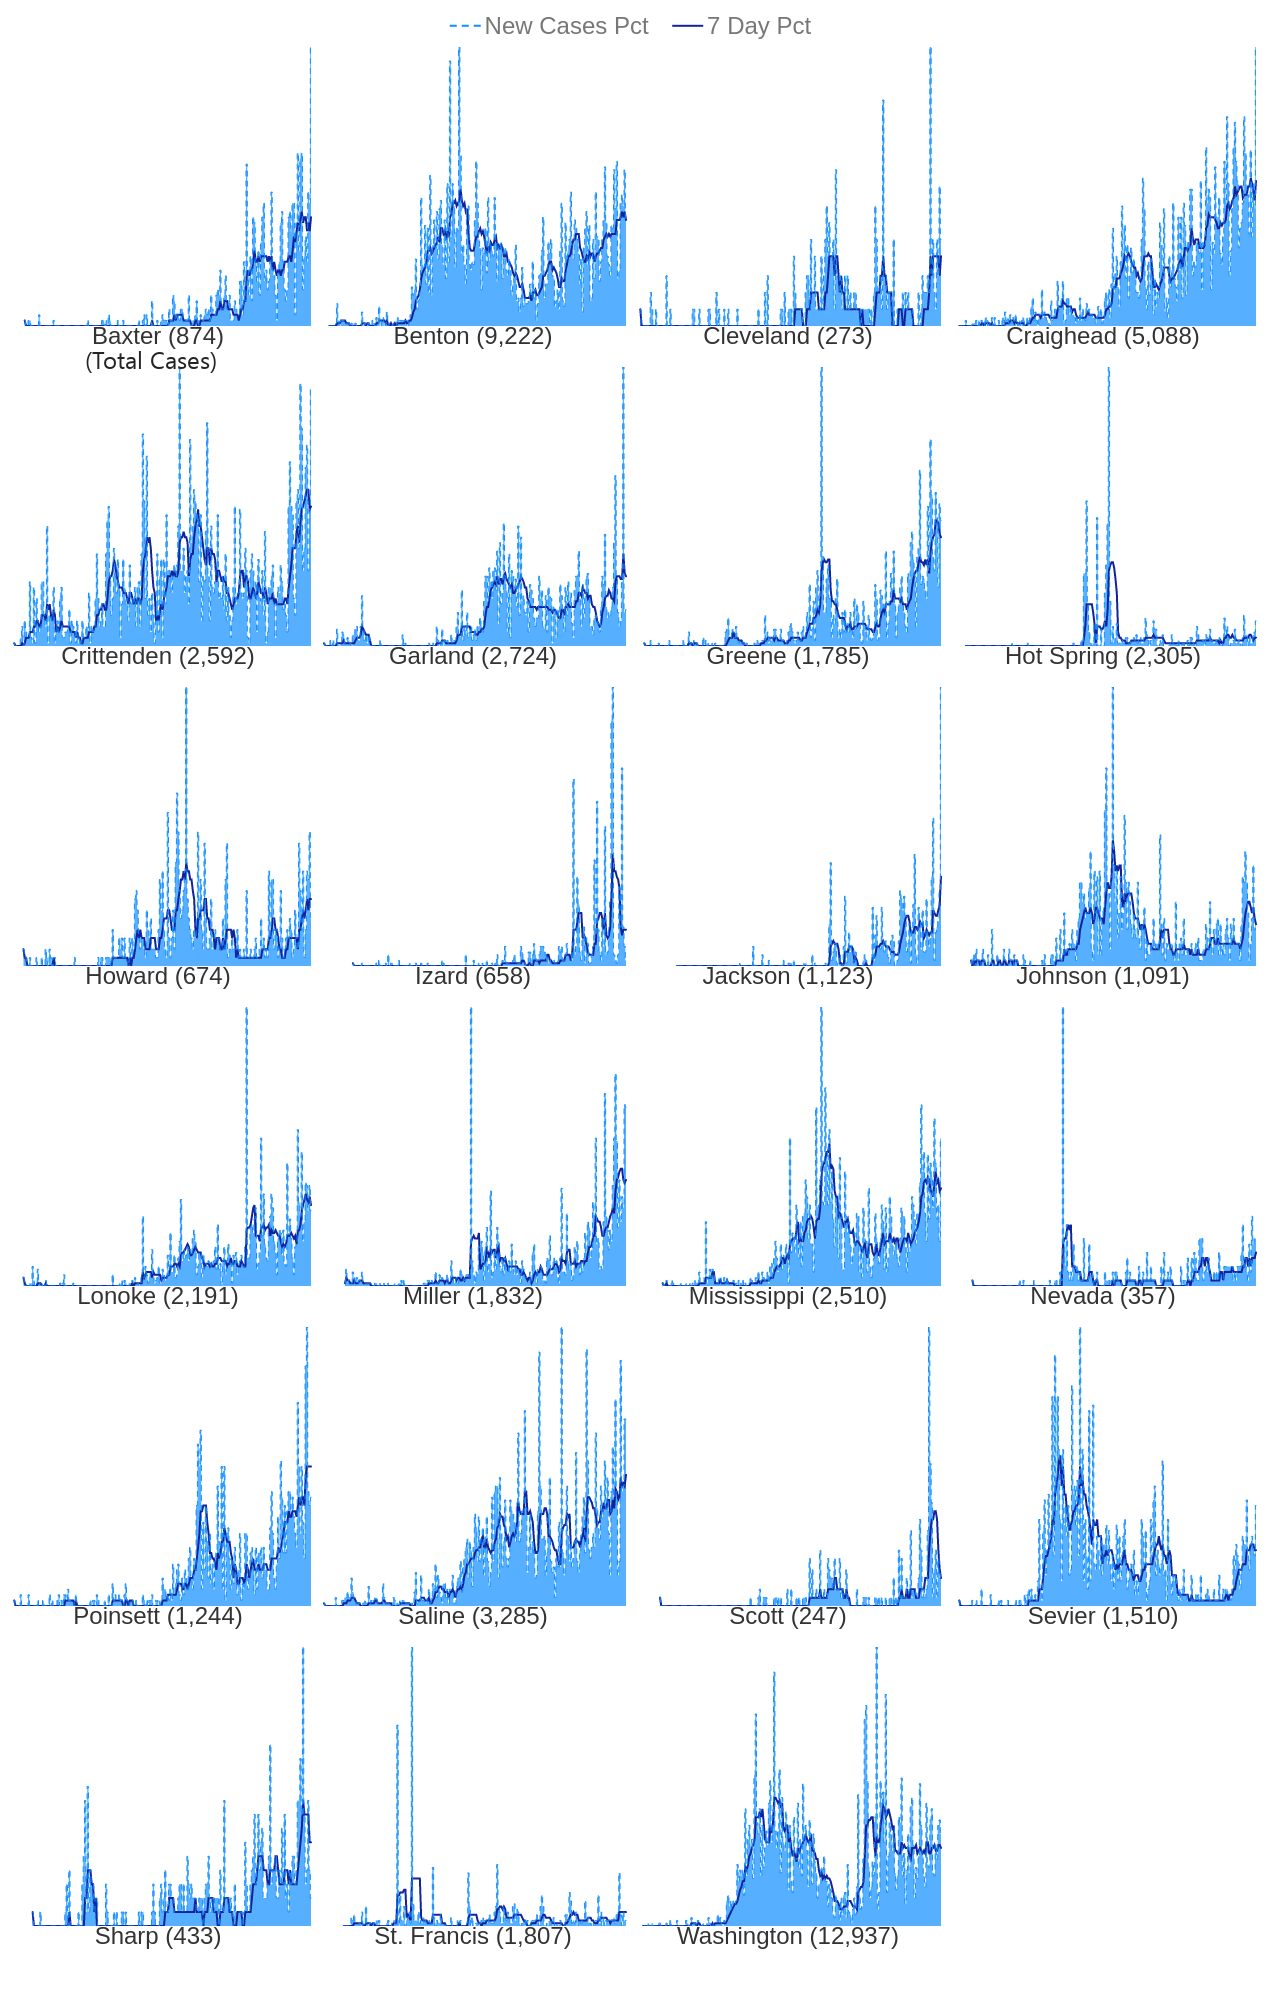 New Cases Pct 7 Day Pct
Baxter (874) Benton (9,222) Cleveland (273) Craighead (5,088)
(Total Cases)
Crittenden (2,592) Garland (2,724) Greene (1,785) Hot Spring (2,305)
Howard (674) Izard (658) Jackson (1,123) Johnson (1,091)
Lonoke (2,191) Miller (1,832) Mississippi (2,510) Nevada (357)
Poinsett (1,244) Saline (3,285) Scott (247) Sevier (1,510)
Sharp (433) St. Francis (1,807) Washington (12,937)